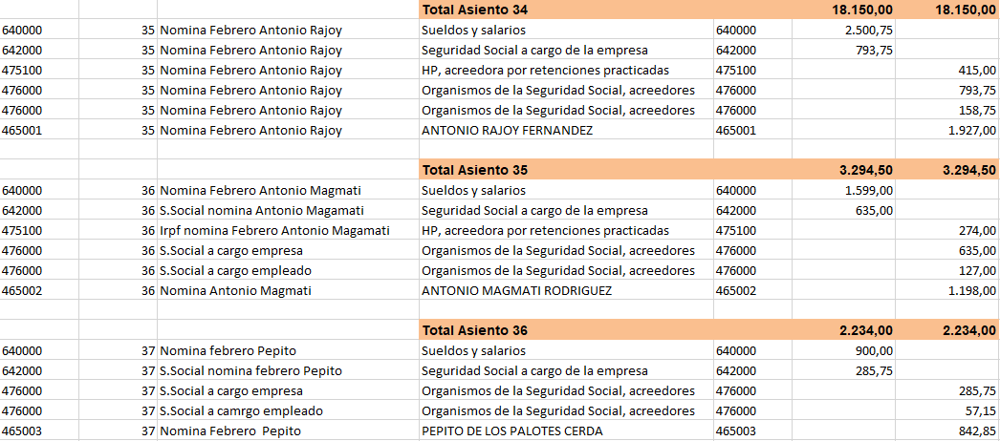 Total Asiento 34 18.150,00 18.150,00
640000 35 Nomina Febrero Antonio Rajoy Sueldos y salarios 640000 2.500,75
642000 35 Nomina Febrero Antonio Rajoy Seguridad Social a cargo de la empresa 642000 793,75
475100 35 Nomina Febrero Antonio Rajoy HP, acreedora por retenciones practicadas 475100 415,00
476000 35 Nomina Febrero Antonio Rajoy Organismos de la Seguridad Social, acreedores 476000 793,75
476000 35 Nomina Febrero Antonio Rajoy Organismos de la Seguridad Social, acreedores 476000 158,75
465001 35 Nomina Febrero Antonio Rajoy ANTONIO RAJOY FERNANDEZ 465001 1.927,00
Total Asiento 35 3.294,50 3.294,50
640000 36 Nomina Febrero Antonio Magmati Sueldos y salarios 640000 1.599,00
642000 36 S.Social nomina Antonio Magamati Seguridad Social a cargo de la empresa 642000 635,00
475100 36 Irpf nomina Febrero Antonio Magamati HP, acreedora por retenciones practicadas 475100 274,00
476000 36 S.Social a cargo empresa Organismos de la Seguridad Social, acreedores 476000 635,00
476000 36 S.Social a cargo empleado Organismos de la Seguridad Social, acreedores 476000 127,00
465002 36 Nomina Antonio Magmati ANTONIO MAGMATI RODRIGUEZ 465002 1.198,00
Total Asiento 36 2.234,00 2.234,00
640000 37 Nomina febrero Pepito Sueldos y salarios 640000 900,00
642000 37 S.Social nomina febrero Pepito Seguridad Social a cargo de la empresa 642000 285,75
476000 37 S.Social a cargo empresa Organismos de la Seguridad Social, acreedores 476000 285,75
476000 37 S.Social a camrgo empleado Organismos de la Seguridad Social, acreedores 476000 57,15
465003 37 Nomina Febrero  Pepito PEPITO DE LOS PALOTES CERDA 465003 842,85